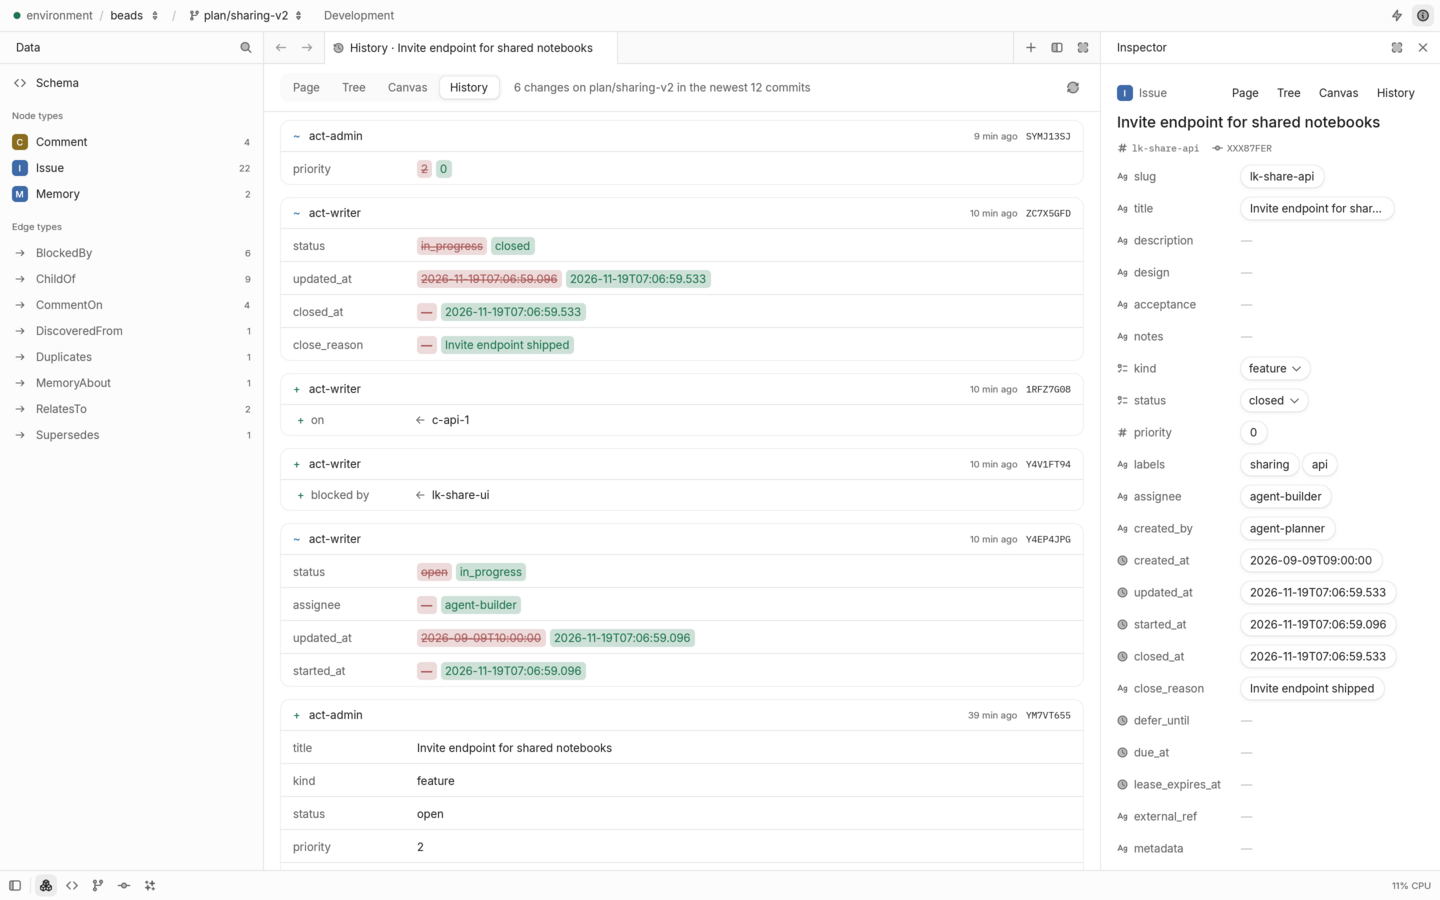 environment / beads / plan/sharing-v2 Development
Data
History · Invite endpoint for shared notebooks
Inspector
Schema
Node types
C Comment 4
I Issue 22
M Memory 2
Edge types
BlockedBy 6
ChildOf 9
CommentOn 4
DiscoveredFrom 1
Duplicates 1
MemoryAbout 1
RelatesTo 2
Supersedes 1
Page Tree Canvas History 6 changes on plan/sharing-v2 in the newest 12 commits
~ act-admin 9 min ago SYMJ13SJ
priority 2 0
~ act-writer 10 min ago ZC7X5GFD
status in_progress closed
updated_at 2026-11-19T07:06:59.096 2026-11-19T07:06:59.533
closed_at — 2026-11-19T07:06:59.533
close_reason — Invite endpoint shipped
+ act-writer 10 min ago 1RFZ7G08
+ on ← c-api-1
+ act-writer 10 min ago Y4V1FT94
+ blocked by ← lk-share-ui
~ act-writer 10 min ago Y4EP4JPG
status open in_progress
assignee — agent-builder
updated_at 2026-09-09T10:00:00 2026-11-19T07:06:59.096
started_at — 2026-11-19T07:06:59.096
+ act-admin 39 min ago YM7VT655
title Invite endpoint for shared notebooks
kind feature
status open
priority 2
I Issue Page Tree Canvas History
Invite endpoint for shared notebooks
# lk-share-api XXX87FER
Ag slug lk-share-api
Ag title Invite endpoint for shar...
Ag description —
Ag design —
Ag acceptance —
Ag notes —
kind feature
status closed
# priority 0
Ag labels sharing api
Ag assignee agent-builder
Ag created_by agent-planner
created_at 2026-09-09T09:00:00
updated_at 2026-11-19T07:06:59.533
started_at 2026-11-19T07:06:59.096
closed_at 2026-11-19T07:06:59.533
Ag close_reason Invite endpoint shipped
defer_until —
due_at —
lease_expires_at —
Ag external_ref —
Ag metadata —
11% CPU